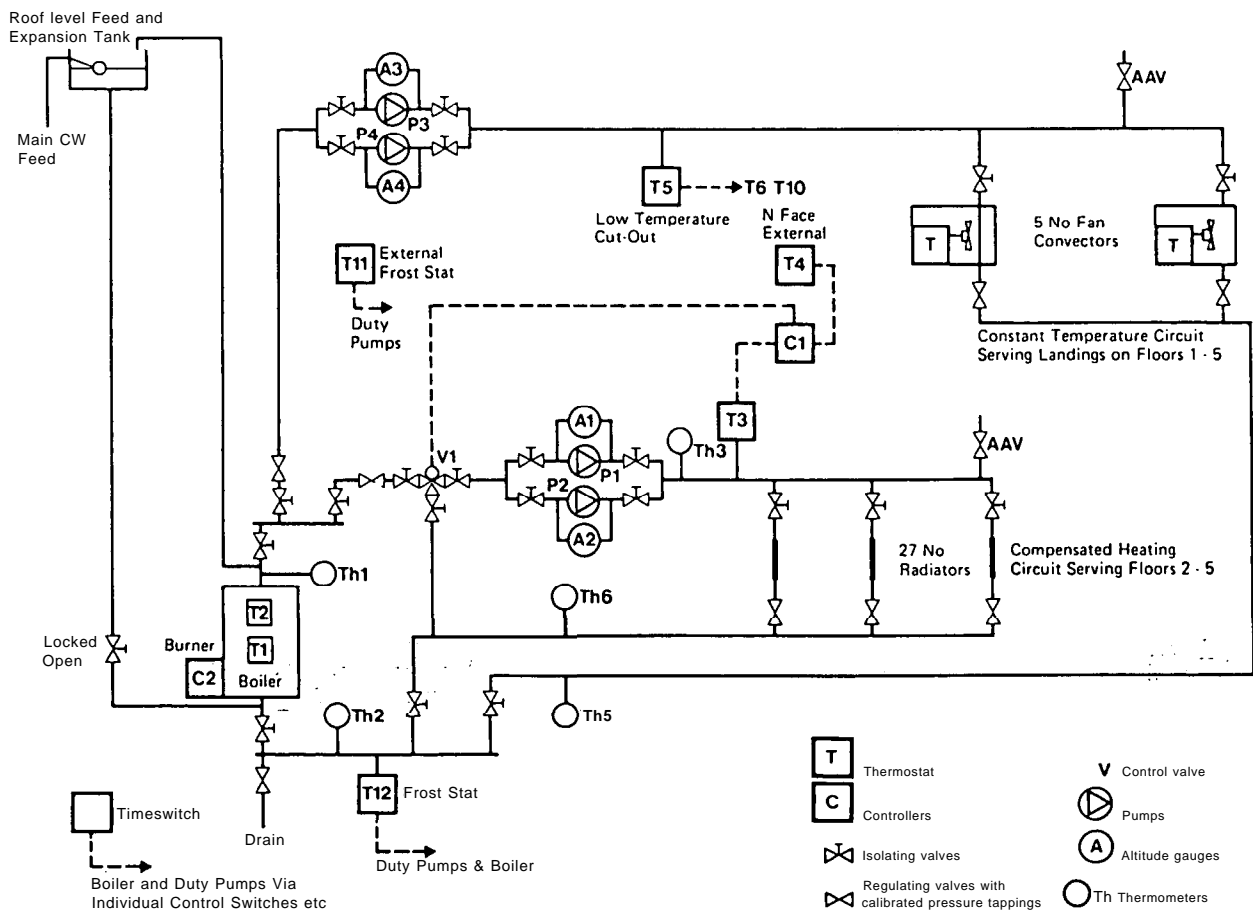 Roof level Feed and
Expansion Tank
Main CW
Feed
A3
P3
P4
A4
AAV
T5
T6 T10
Low Temperature
Cut-Out
N Face
External
T4
T
5 No Fan
Convectors
T
T11
External
Frost Stat
Duty
Pumps
C1
Constant Temperature Circuit
Serving Landings on Floors 1 - 5
T3
A1
V1
P1
P2
A2
Th3
AAV
27 No
Radiators
Compensated Heating
Circuit Serving Floors 2 - 5
Th1
T2
T1
Locked
Open
Burner
C2
Boiler
Th6
Th2
Th5
T12
Frost Stat
Timeswitch
Drain
Duty Pumps & Boiler
Boiler and Duty Pumps Via
Individual Control Switches etc
T
Thermostat
V Control valve
C
Controllers
Pumps
Isolating valves
A
Altitude gauges
Regulating valves with
calibrated pressure tappings
Th Thermometers